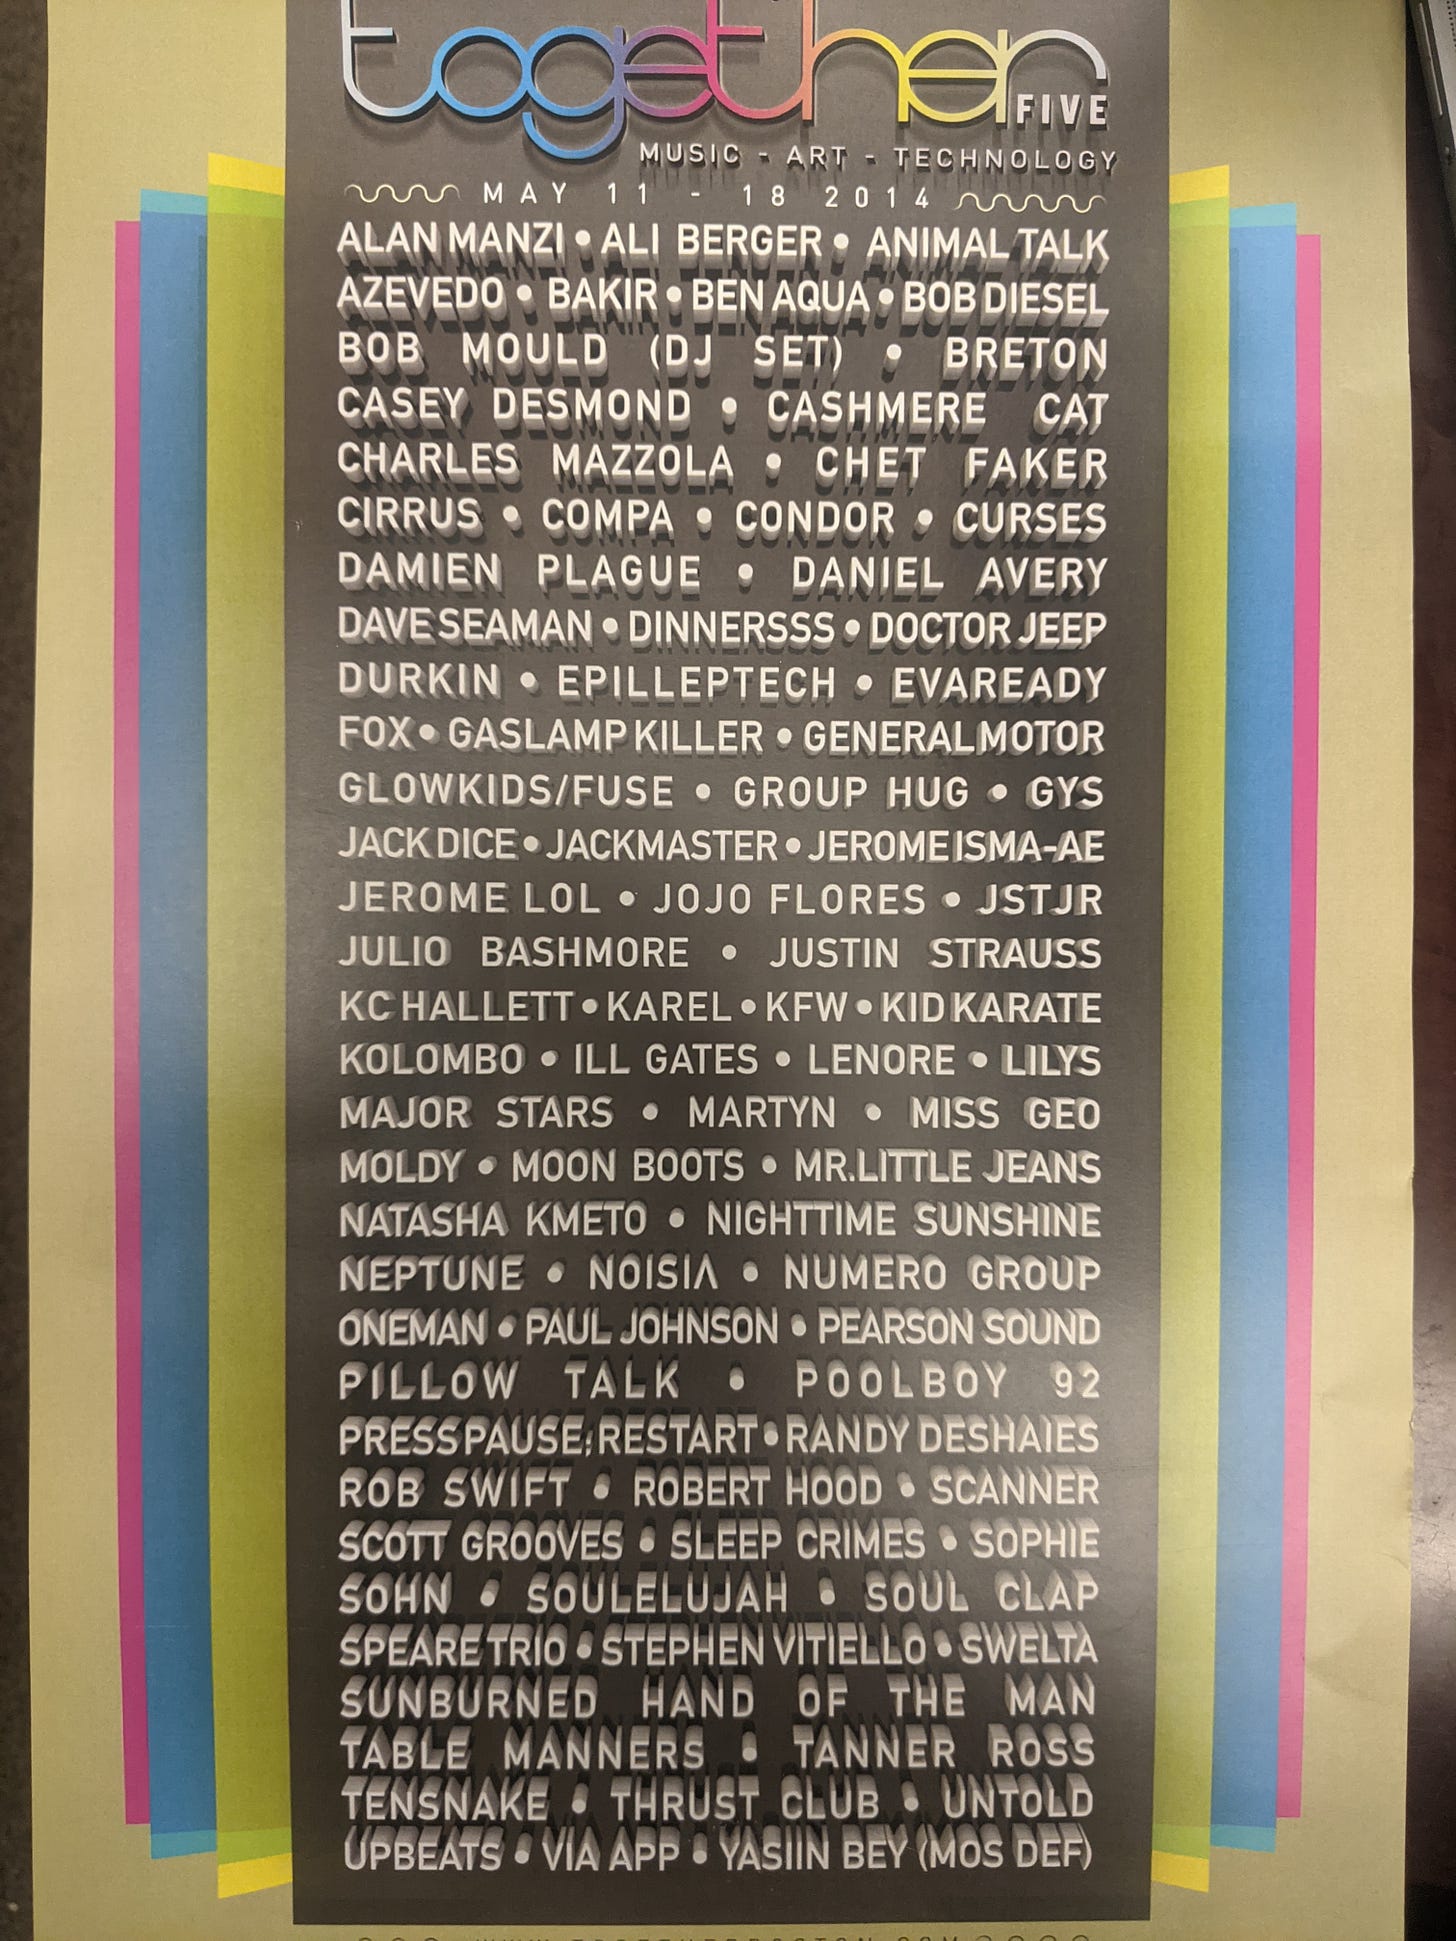 together FIVE
MUSIC - ART - TECHNOLOGY
MAY 11 - 18 2014
ALAN MANZI • ALI BERGER • ANIMAL TALK
AZEVEDO • BAKIR • BEN AQUA • BOB DIESEL
BOB MOULD (DJ SET) • BRETON
CASEY DESMOND • CASHMERE CAT
CHARLES MAZZOLA • CHET FAKER
CIRRUS • COMPA • CONDOR • CURSES
DAMIEN PLAGUE • DANIEL AVERY
DAVE SEAMAN • DINNERSSS • DOCTOR JEEP
DURKIN • EPILLEPTECH • EVAREADY
FOX • GASLAMP KILLER • GENERAL MOTOR
GLOWKIDS/FUSE • GROUP HUG • GYS
JACK DICE • JACKMASTER • JEROME ISMA-AE
JEROME LOL • JOJO FLORES • JSTJR
JULIO BASHMORE • JUSTIN STRAUSS
KC HALLETT • KAREL • KFW • KID KARATE
KOLOMBO • ILL GATES • LENORE • LILYS
MAJOR STARS • MARTYN • MISS GEO
MOLDY • MOON BOOTS • MR.LITTLE JEANS
NATASHA KMETO • NIGHTTIME SUNSHINE
NEPTUNE • NOISIΛ • NUMERO GROUP
ONEMAN • PAUL JOHNSON • PEARSON SOUND
PILLOW TALK • POOLBOY 92
PRESSPAUSE;RESTART • RANDY DESHAIES
ROB SWIFT • ROBERT HOOD • SCANNER
SCOTT GROOVES • SLEEP CRIMES • SOPHIE
SOHN • SOULELUJAH • SOUL CLAP
SPEARE TRIO • STEPHEN VITIELLO • SWELTA
SUNBURNED HAND OF THE MAN
TABLE MANNERS • TANNER ROSS
TENSNAKE • THRUST CLUB • UNTOLD
UPBEATS • VIA APP • YASIIN BEY (MOS DEF)